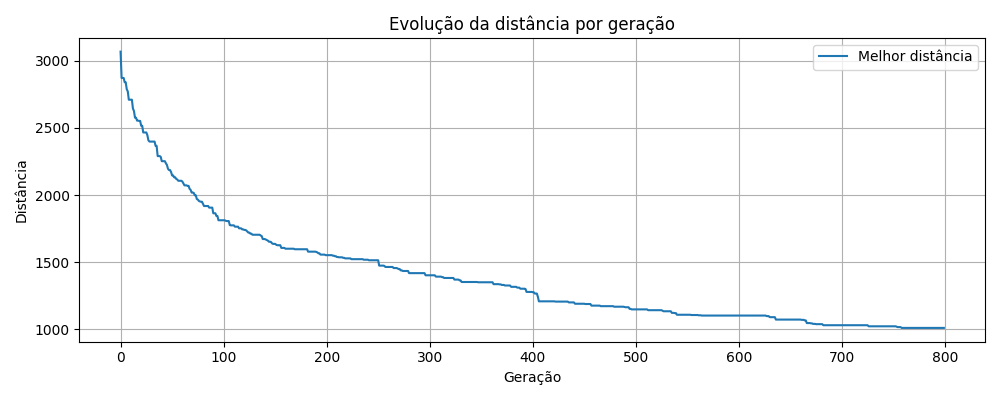 Evolução da distância por geração
Melhor distância
Distância
3000
2500
2000
1500
1000
0 100 200 300 400 500 600 700 800
Geração